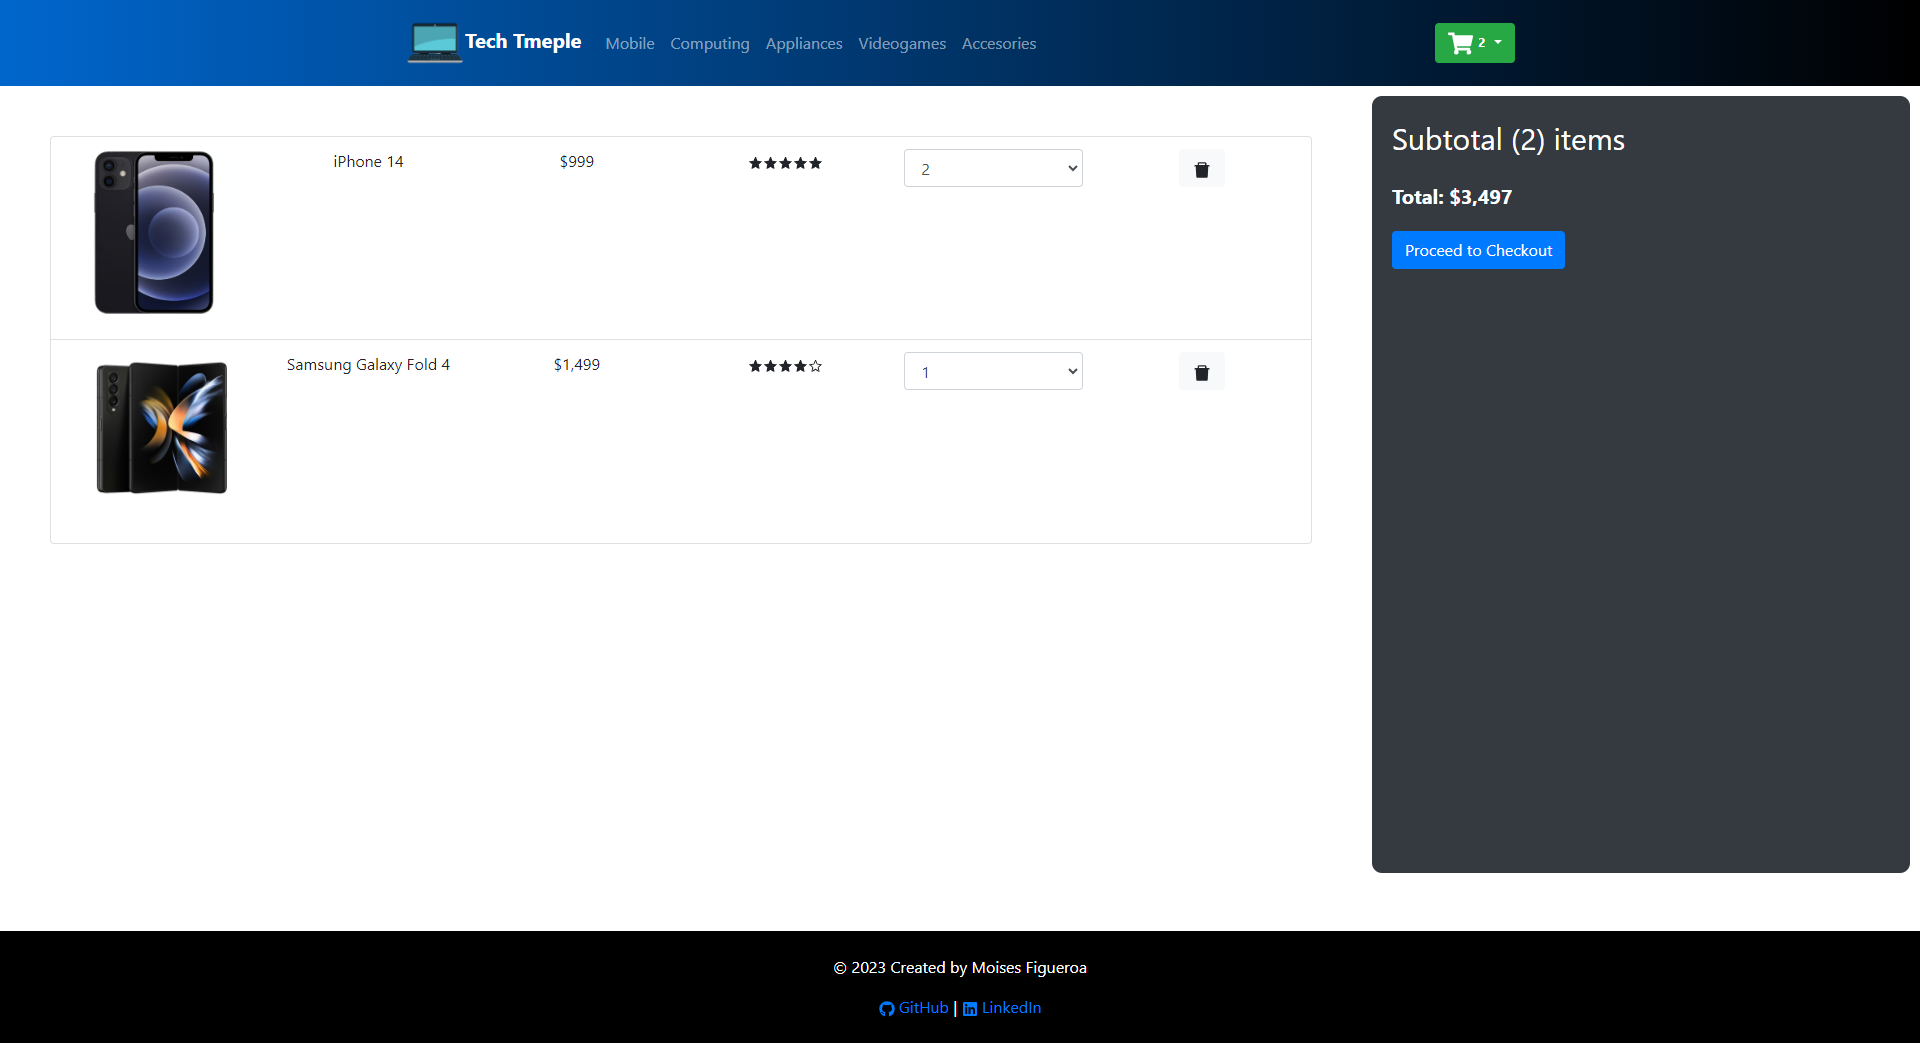 Tech Tmeple Mobile Computing Appliances Videogames Accesories 2
iPhone 14 $999 ★★★★★ 2
Samsung Galaxy Fold 4 $1,499 ★★★★☆ 1
Subtotal (2) items
Total: $3,497
Proceed to Checkout
© 2023 Created by Moises Figueroa
GitHub | LinkedIn